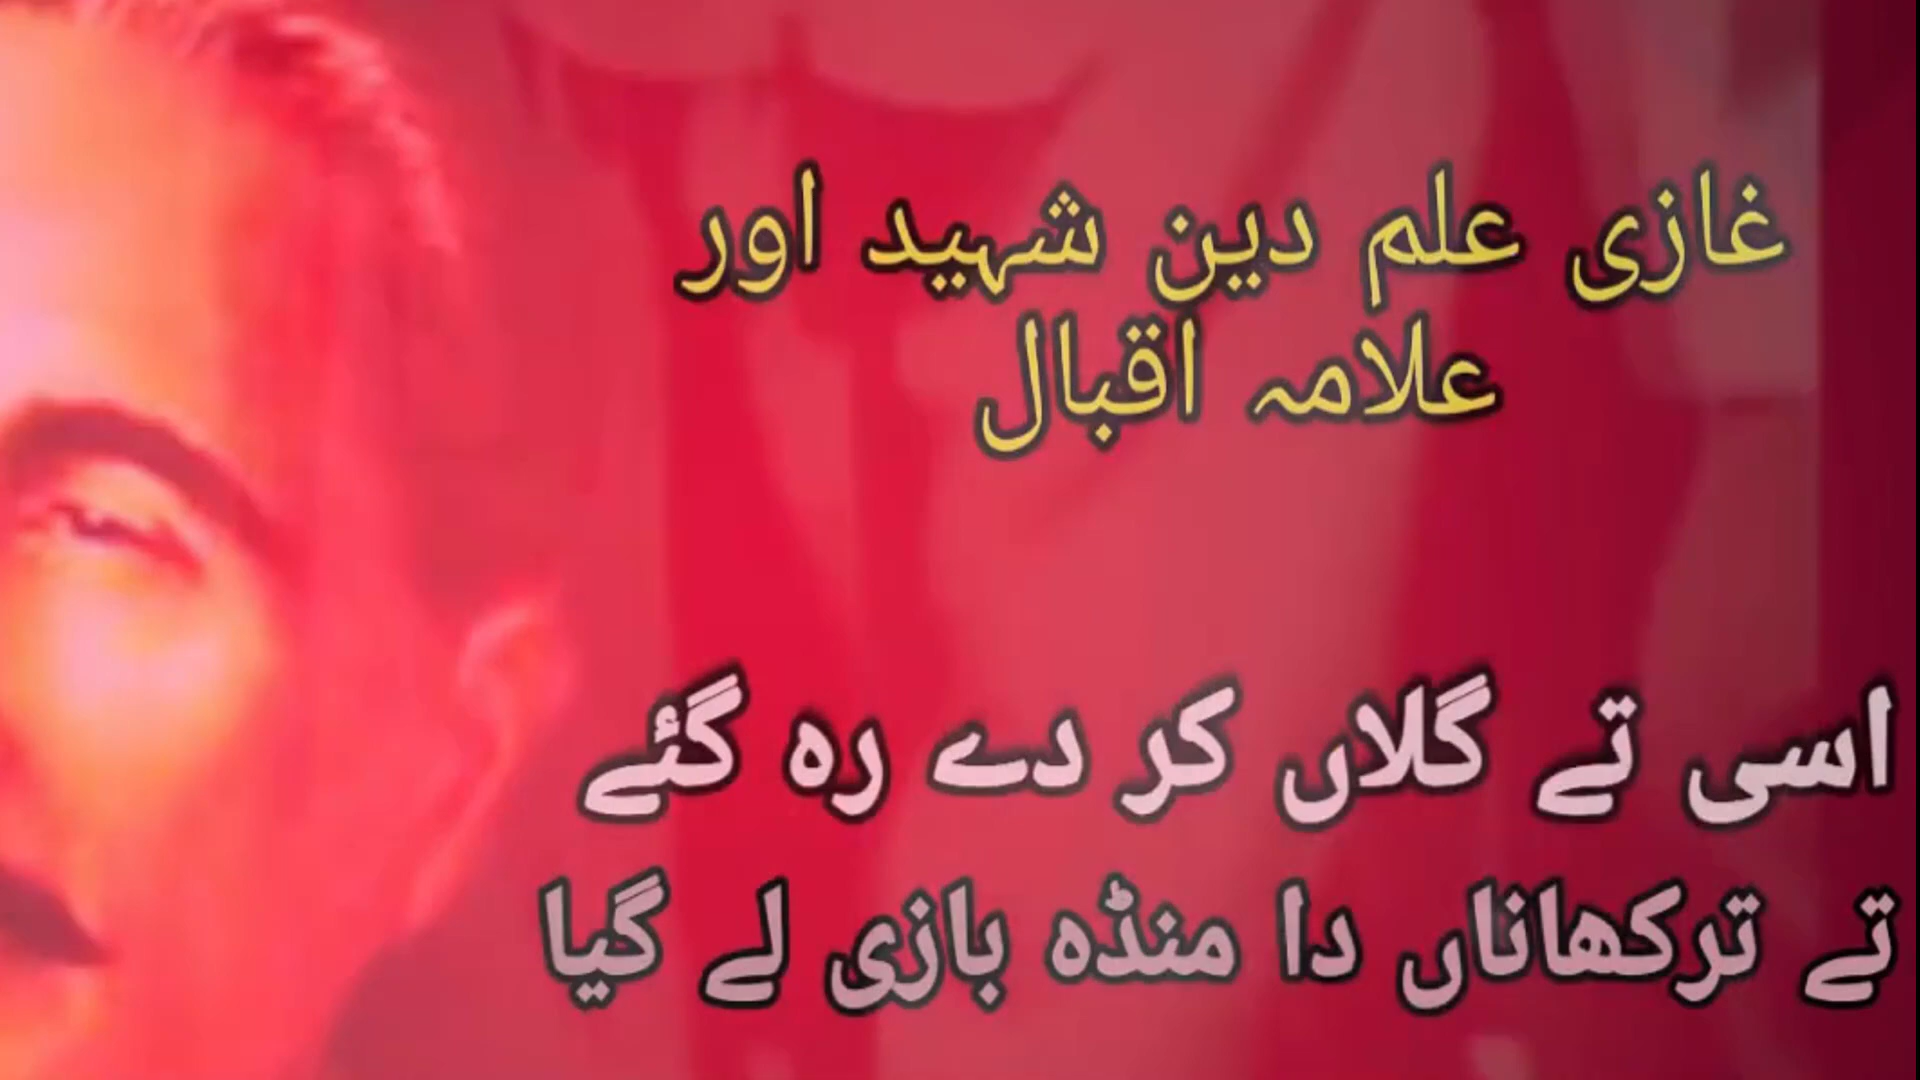 غازی علم دین شہید اور
علامہ اقبال
اسی تے گلاں کر دے رہ گئے
تے ترکھاناں دا منڈہ بازی لے گیا